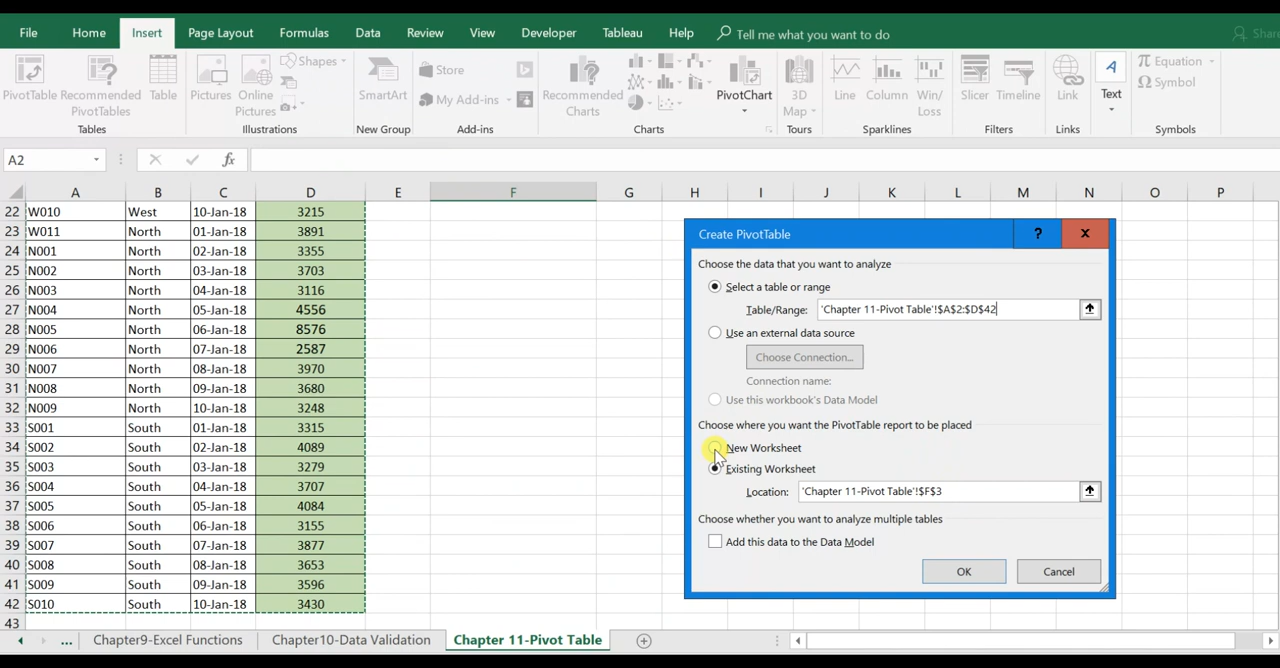 File Home Insert Page Layout Formulas Data Review View Developer Tableau Help Tell me what you want to do Share
PivotTable Recommended PivotTables Table Pictures Online Pictures Shapes SmartArt Store My Add-ins Recommended Charts PivotChart 3D Map Line Column Win/Loss Slicer Timeline Link Text Equation Symbol
Tables Illustrations New Group Add-ins Charts Tours Sparklines Filters Links Symbols
A2 fx
A B C D E F G H I J K L M N O P
22 W010 West 10-Jan-18 3215
23 W011 North 01-Jan-18 3891
24 N001 North 02-Jan-18 3355
25 N002 North 03-Jan-18 3703
26 N003 North 04-Jan-18 3116
27 N004 North 05-Jan-18 4556
28 N005 North 06-Jan-18 8576
29 N006 North 07-Jan-18 2587
30 N007 North 08-Jan-18 3970
31 N008 North 09-Jan-18 3680
32 N009 North 10-Jan-18 3248
33 S001 South 01-Jan-18 3315
34 S002 South 02-Jan-18 4089
35 S003 South 03-Jan-18 3279
36 S004 South 04-Jan-18 3707
37 S005 South 05-Jan-18 4084
38 S006 South 06-Jan-18 3155
39 S007 South 07-Jan-18 3877
40 S008 South 08-Jan-18 3653
41 S009 South 09-Jan-18 3596
42 S010 South 10-Jan-18 3430
43
Create PivotTable ? x
Choose the data that you want to analyze
Select a table or range
Table/Range: 'Chapter 11-Pivot Table'!$A$2:$D$42
Use an external data source
Choose Connection...
Connection name:
Use this workbook's Data Model
Choose where you want the PivotTable report to be placed
New Worksheet
Existing Worksheet
Location: 'Chapter 11-Pivot Table'!$F$3
Choose whether you want to analyze multiple tables
Add this data to the Data Model
OK Cancel
... Chapter9-Excel Functions Chapter10-Data Validation Chapter 11-Pivot Table